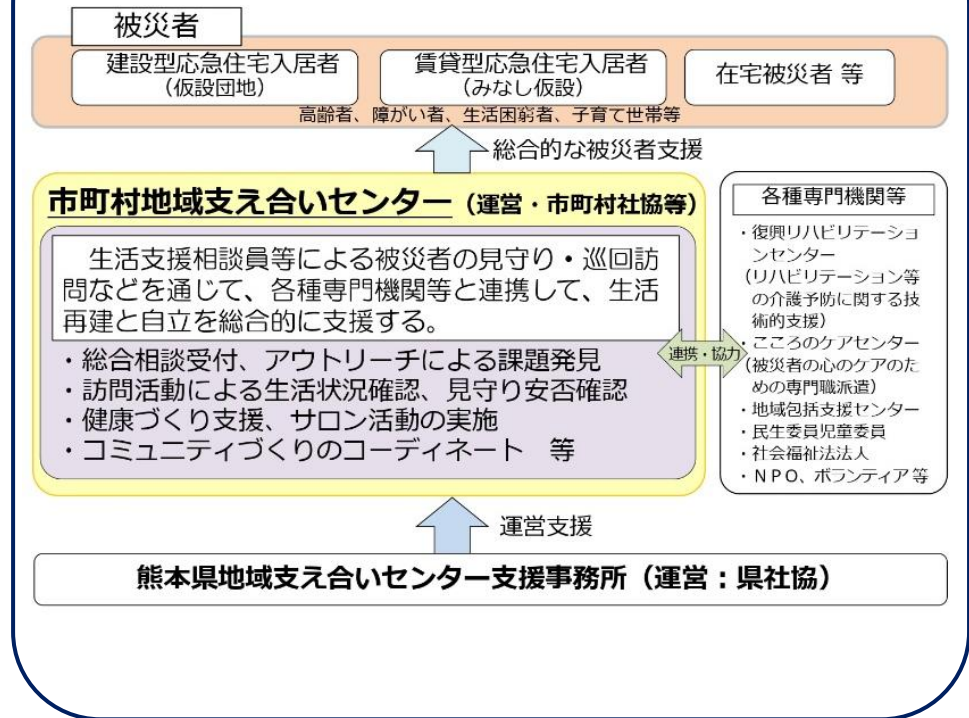 被災者
建設型応急住宅入居者
(仮設団地)
賃貸型応急住宅入居者
(みなし仮設)
在宅被災者 等
高齢者、障がい者、生活困窮者、子育て世帯等
総合的な被災者支援
市町村地域支え合いセンター(運営・市町村社協等)
生活支援相談員等による被災者の見守り・巡回訪
問などを通じて、各種専門機関等と連携して、生活
再建と自立を総合的に支援する。
・総合相談受付、アウトリーチによる課題発見
・訪問活動による生活状況確認、見守り安否確認
・健康づくり支援、サロン活動の実施
・コミュニティづくりのコーディネート 等
連携・協力
各種専門機関等
・復興リハビリテーショ
ンセンター
(リハビリテーション等
の介護予防に関する技
術的支援)
・こころのケアセンター
(被災者の心のケアのた
めの専門職派遣)
・地域包括支援センター
・民生委員児童委員
・社会福祉法法人
・NPO、ボランティア等
運営支援
熊本県地域支え合いセンター支援事務所(運営:県社協)